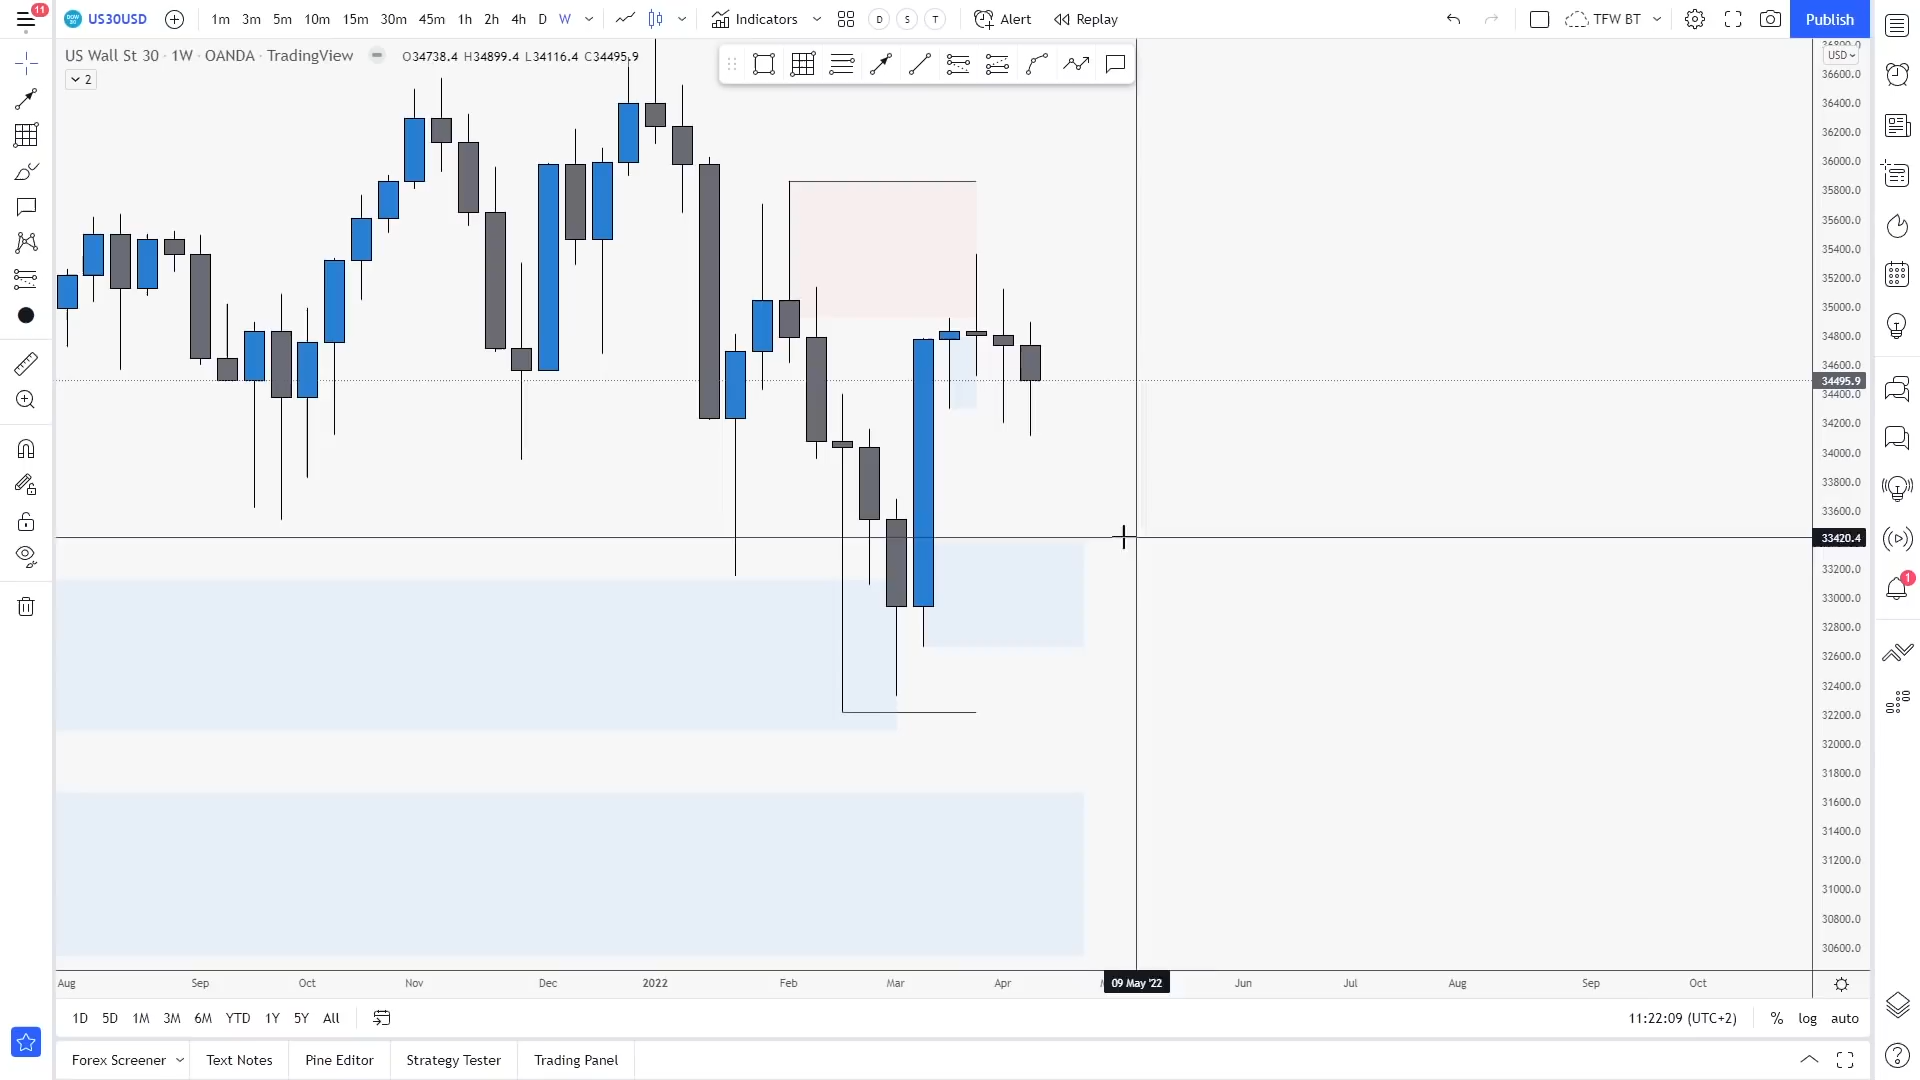 11
US30USD
1m 3m 5m 10m 15m 30m 45m 1h 2h 4h D W
Indicators
D S T
Alert
Replay
TFW BT
Publish
US Wall St 30 · 1W · OANDA · TradingView
O34738.4 H34899.4 L34116.4 C34495.9
2
36800.0
USD
36600.0
36400.0
36200.0
36000.0
35800.0
35600.0
35400.0
35200.0
35000.0
34800.0
34600.0
34495.9
34400.0
34200.0
34000.0
33800.0
33600.0
33420.4
33200.0
33000.0
32800.0
32600.0
32400.0
32200.0
32000.0
31800.0
31600.0
31400.0
31200.0
31000.0
30800.0
30600.0
1
Aug Sep Oct Nov Dec 2022 Feb Mar Apr 09 May '22 Jun Jul Aug Sep Oct
1D 5D 1M 3M 6M YTD 1Y 5Y All
11:22:09 (UTC+2) % log auto
Forex Screener Text Notes Pine Editor Strategy Tester Trading Panel